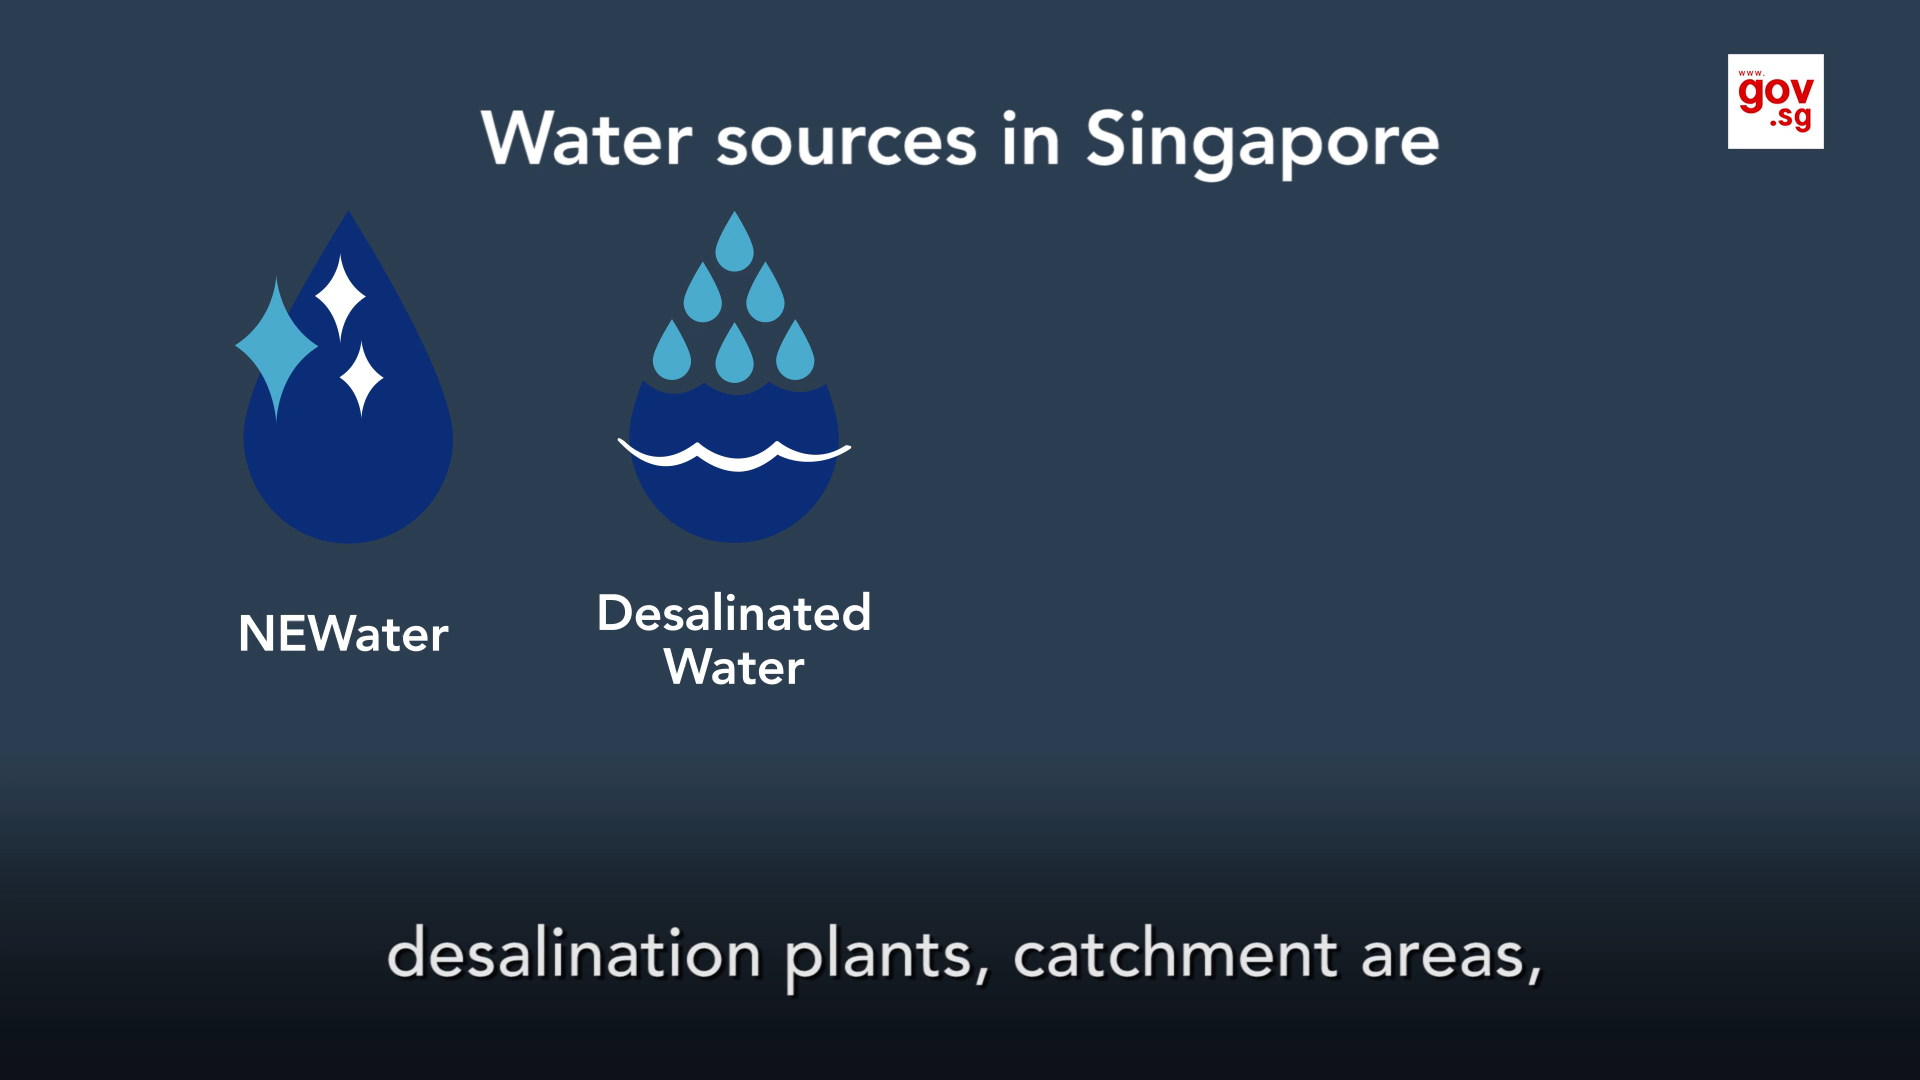 www.
gov
.sg
Water sources in Singapore
NEWater
Desalinated
Water
desalination plants, catchment areas,